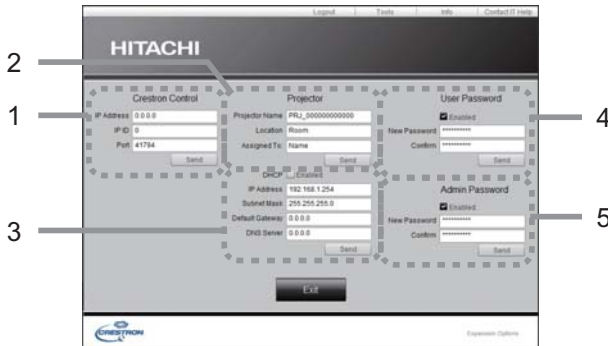 Logout Tools Info Contact IT Help
HITACHI
2
1
3
4
5
Crestron Control
IP Address 0.0.0.0
IP ID 0
Port 41794
Send
Projector
Projector Name PRJ_000000000000
Location Room
Assigned To: Name
Send
DHCP Enabled
IP Address 192.168.1.254
Subnet Mask 255.255.255.0
Default Gateway 0.0.0.0
DNS Server 0.0.0.0
Send
User Password
Enabled
New Password **********
Confirm **********
Send
Admin Password
Enabled
New Password **********
Confirm **********
Send
Exit
CRESTRON
Expansion Options